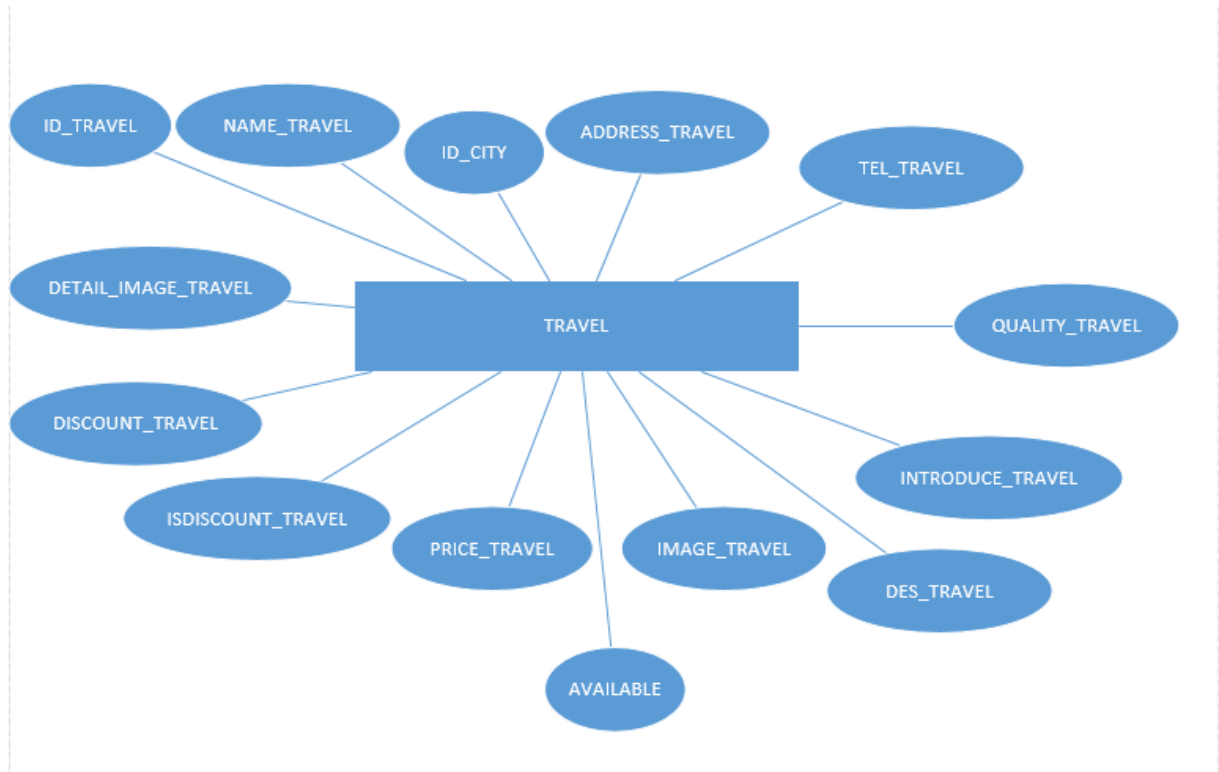 ID_TRAVEL
NAME_TRAVEL
ID_CITY
ADDRESS_TRAVEL
TEL_TRAVEL
DETAIL_IMAGE_TRAVEL
TRAVEL
QUALITY_TRAVEL
DISCOUNT_TRAVEL
INTRODUCE_TRAVEL
ISDISCOUNT_TRAVEL
PRICE_TRAVEL
IMAGE_TRAVEL
DES_TRAVEL
AVAILABLE